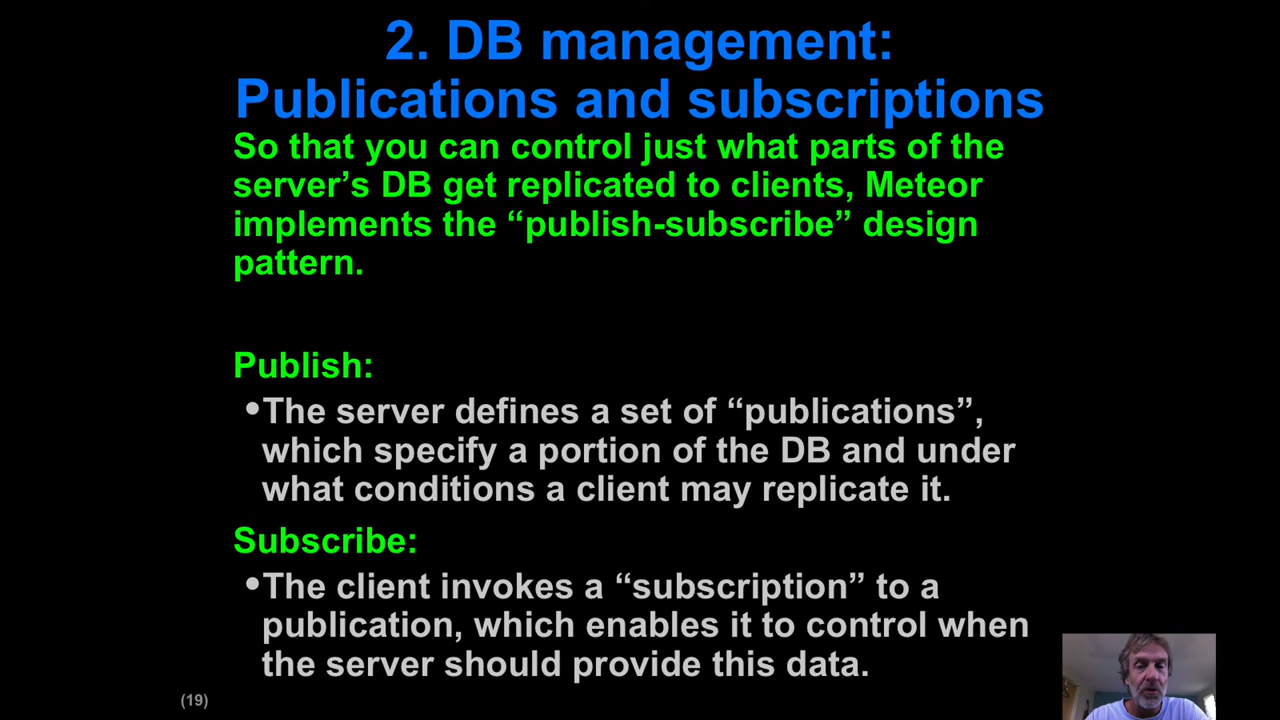 2. DB management:
Publications and subscriptions
So that you can control just what parts of the
server’s DB get replicated to clients, Meteor
implements the “publish-subscribe” design
pattern.
Publish:
•The server defines a set of “publications”,
which specify a portion of the DB and under
what conditions a client may replicate it.
Subscribe:
•The client invokes a “subscription” to a
publication, which enables it to control when
the server should provide this data.
(19)